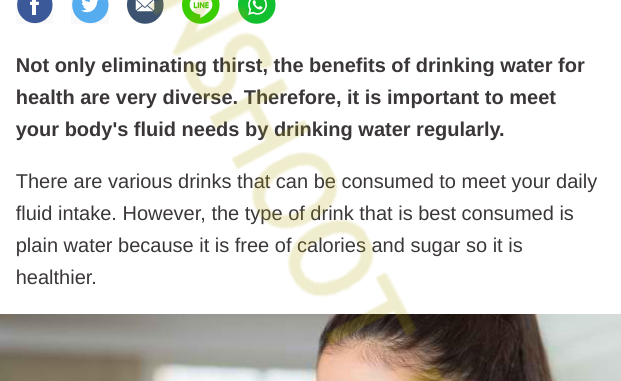 LINE
Not only eliminating thirst, the benefits of drinking water for
health are very diverse. Therefore, it is important to meet
your body's fluid needs by drinking water regularly.
There are various drinks that can be consumed to meet your daily
fluid intake. However, the type of drink that is best consumed is
plain water because it is free of calories and sugar so it is
healthier.